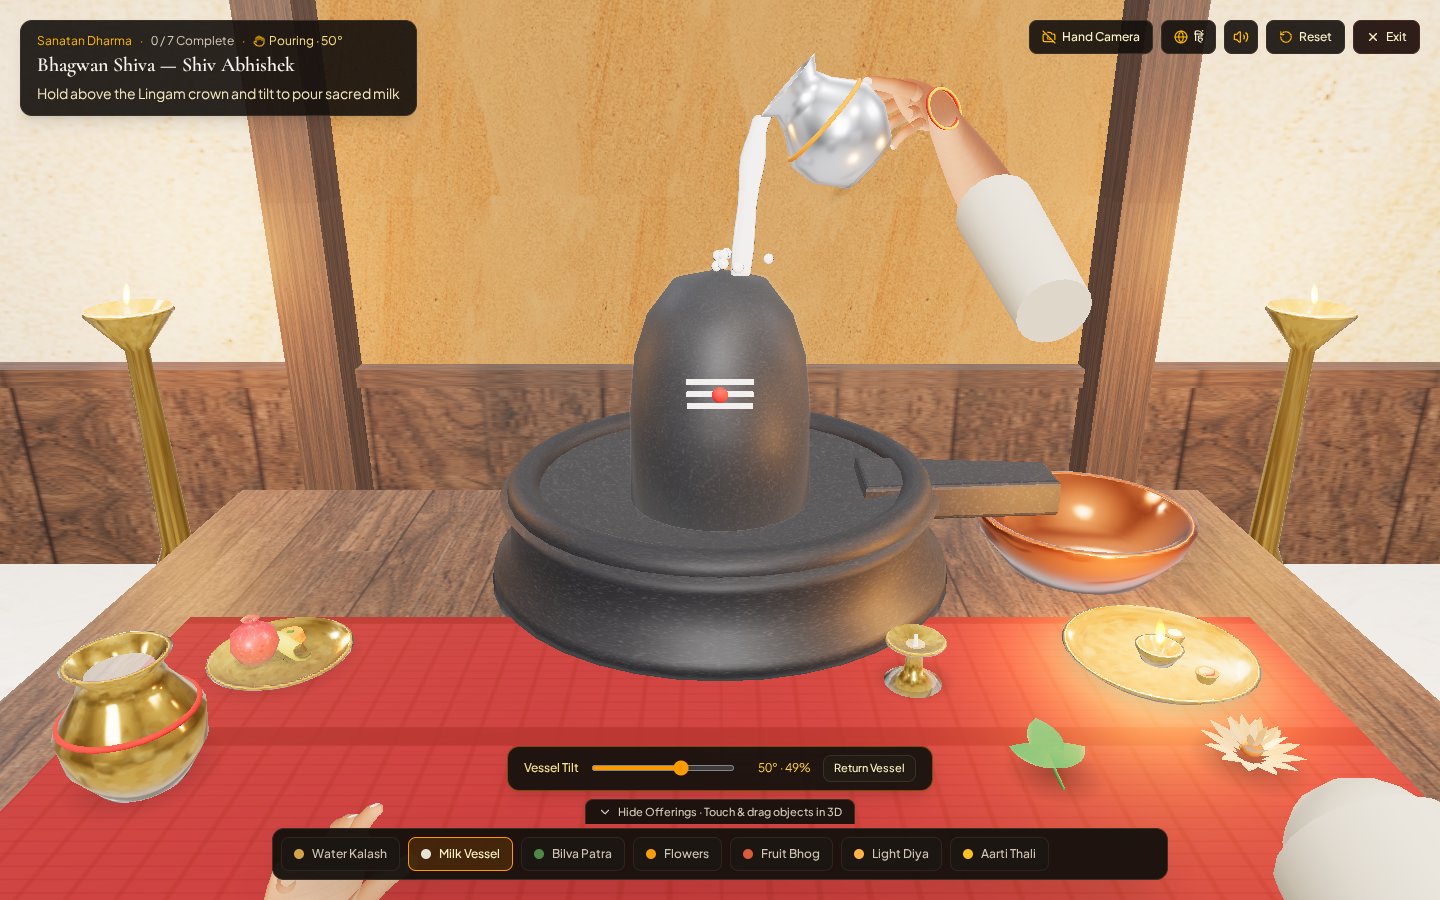 Sanatan Dharma · 0 / 7 Complete · Pouring · 50°
Bhagwan Shiva — Shiv Abhishek
Hold above the Lingam crown and tilt to pour sacred milk
Hand Camera
हिं
Reset
Exit
Vessel Tilt 50° · 49% Return Vessel
Hide Offerings · Touch & drag objects in 3D
Water Kalash
Milk Vessel
Bilva Patra
Flowers
Fruit Bhog
Light Diya
Aarti Thali